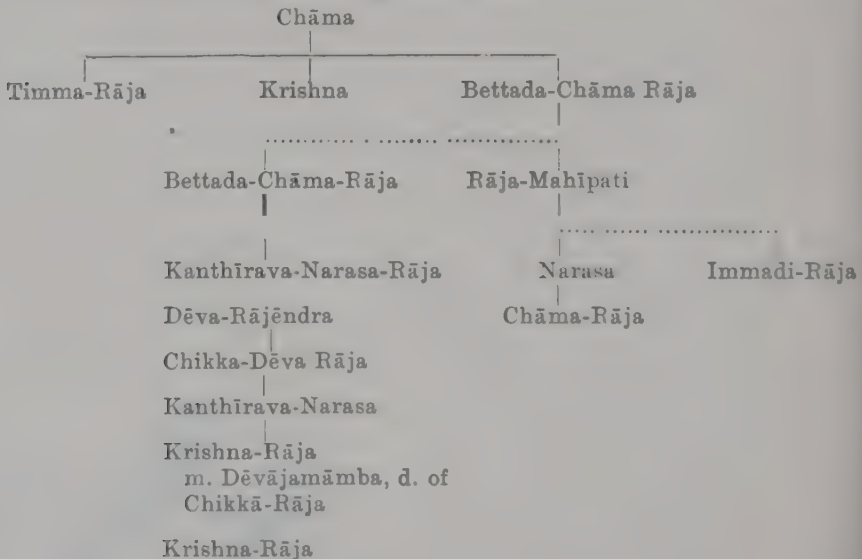 Chāma
Timma-Rāja Krishna Bettada-Chāma Rāja
Bettada-Chāma-Rāja Rāja-Mahīpati
Kanthīrava-Narasa-Rāja Narasa Immadi-Rāja
Dēva-Rājēndra Chāma-Rāja
Chikka-Dēva Rāja
Kanthīrava-Narasa
Krishna-Rāja
m. Dēvājamāmba, d. of
Chikkā-Rāja
Krishna-Rāja